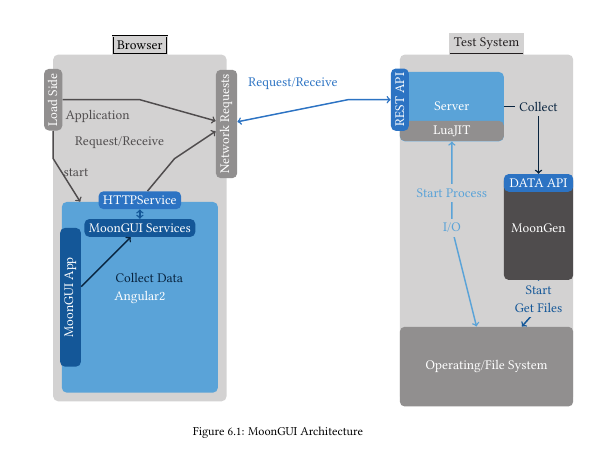 Browser
Test System
Load Side
Network Requests
Application
Request/Receive
start
HTTPService
MoonGUI Services
MoonGUI App
Collect Data
Angular2
Request/Receive
REST API
Server
LuaJIT
Collect
DATA API
MoonGen
Start Process
I/O
Start
Get Files
Operating/File System
Figure 6.1: MoonGUI Architecture